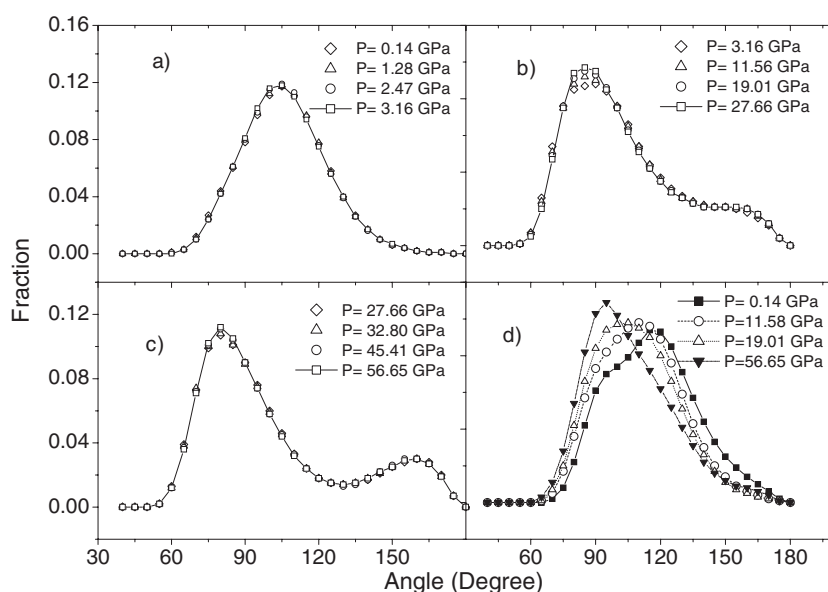 0.16
0.12
0.08
0.04
0.00
a)
P= 0.14 GPa
P= 1.28 GPa
P= 2.47 GPa
P= 3.16 GPa
b)
P= 3.16 GPa
P= 11.56 GPa
P= 19.01 GPa
P= 27.66 GPa
Fraction
0.12
0.08
0.04
0.00
c)
P= 27.66 GPa
P= 32.80 GPa
P= 45.41 GPa
P= 56.65 GPa
d)
P= 0.14 GPa
P=11.58 GPa
P=19.01 GPa
P=56.65 GPa
30 60 90 120 150 60 90 120 150 180
Angle (Degree)